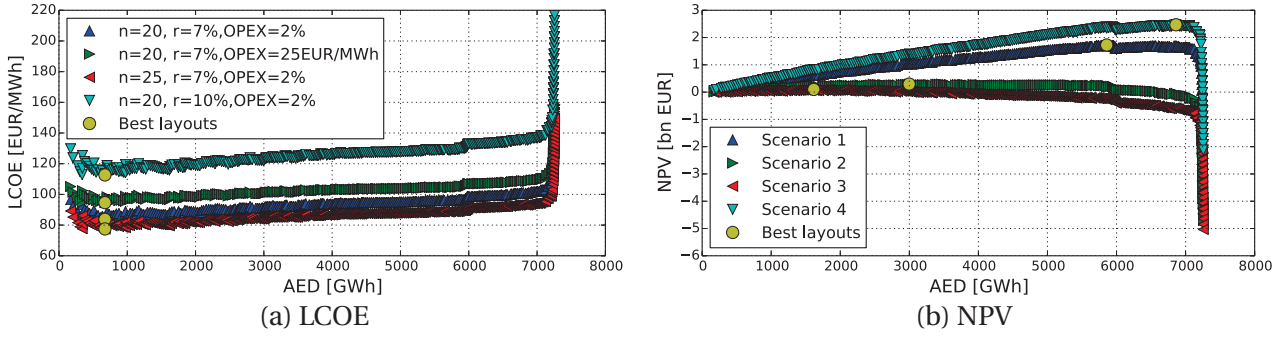 220
200
180
160
140
120
100
80
60
LCOE [EUR/MWh]
n=20, r=7%,OPEX=2%
n=20, r=7%,OPEX=25EUR/MWh
n=25, r=7%,OPEX=2%
n=20, r=10%,OPEX=2%
Best layouts
0 1000 2000 3000 4000 5000 6000 7000 8000
AED [GWh]
(a) LCOE
3
2
1
0
−1
−2
−3
−4
−5
−6
NPV [bn EUR]
Scenario 1
Scenario 2
Scenario 3
Scenario 4
Best layouts
0 1000 2000 3000 4000 5000 6000 7000 8000
AED [GWh]
(b) NPV